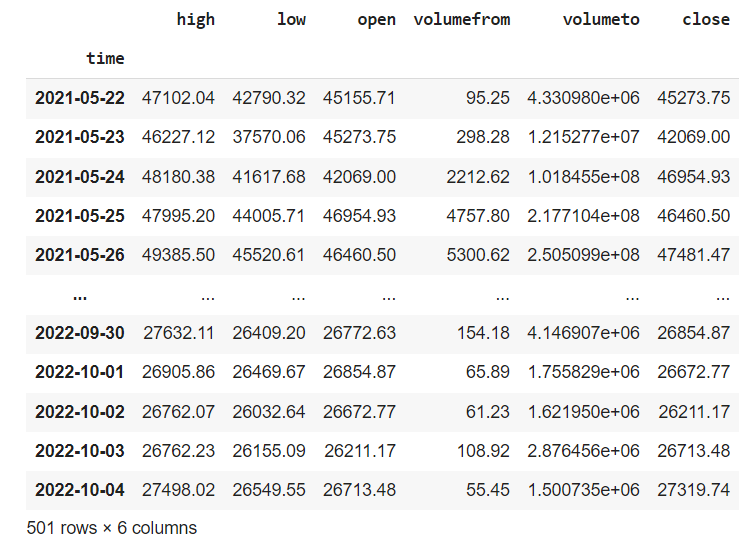 high low open volumefrom volumeto close
time
2021-05-22 47102.04 42790.32 45155.71 95.25 4.330980e+06 45273.75
2021-05-23 46227.12 37570.06 45273.75 298.28 1.215277e+07 42069.00
2021-05-24 48180.38 41617.68 42069.00 2212.62 1.018455e+08 46954.93
2021-05-25 47995.20 44005.71 46954.93 4757.80 2.177104e+08 46460.50
2021-05-26 49385.50 45520.61 46460.50 5300.62 2.505099e+08 47481.47
... ... ... ... ... ... ...
2022-09-30 27632.11 26409.20 26772.63 154.18 4.146907e+06 26854.87
2022-10-01 26905.86 26469.67 26854.87 65.89 1.755829e+06 26672.77
2022-10-02 26762.07 26032.64 26672.77 61.23 1.621950e+06 26211.17
2022-10-03 26762.23 26155.09 26211.17 108.92 2.876456e+06 26713.48
2022-10-04 27498.02 26549.55 26713.48 55.45 1.500735e+06 27319.74
501 rows × 6 columns